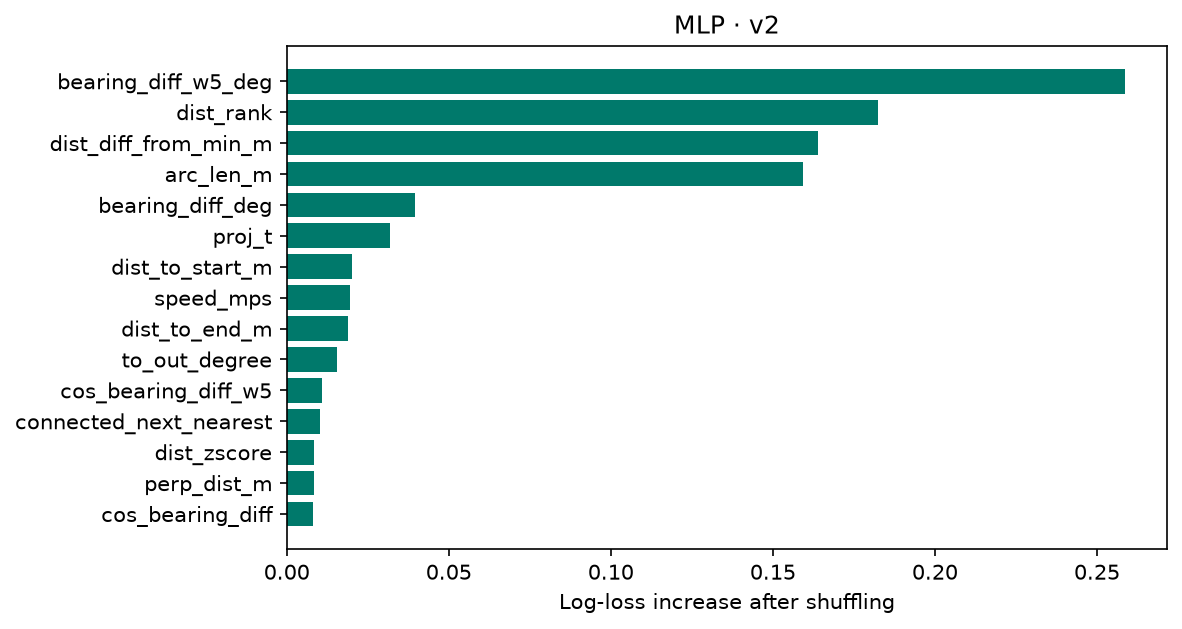 MLP · v2
bearing_diff_w5_deg
dist_rank
dist_diff_from_min_m
arc_len_m
bearing_diff_deg
proj_t
dist_to_start_m
speed_mps
dist_to_end_m
to_out_degree
cos_bearing_diff_w5
connected_next_nearest
dist_zscore
perp_dist_m
cos_bearing_diff
0.00 0.05 0.10 0.15 0.20 0.25
Log-loss increase after shuffling